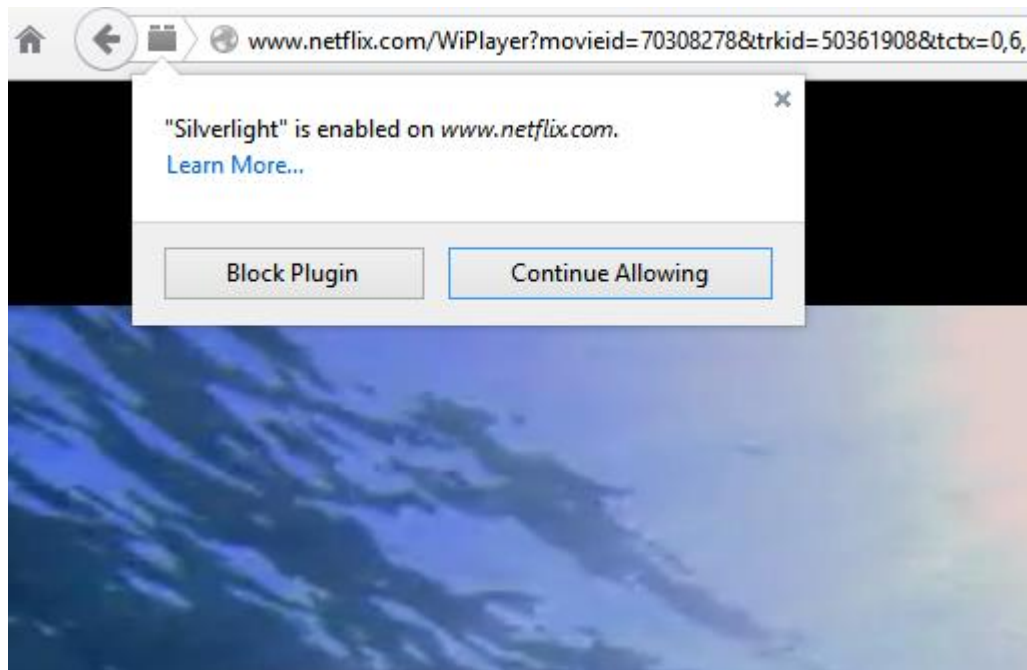 www.netflix.com/WiPlayer?movieid=70308278&trkid=50361908&tctx=0,6,
"Silverlight" is enabled on www.netflix.com.
Learn More...
Block Plugin
Continue Allowing